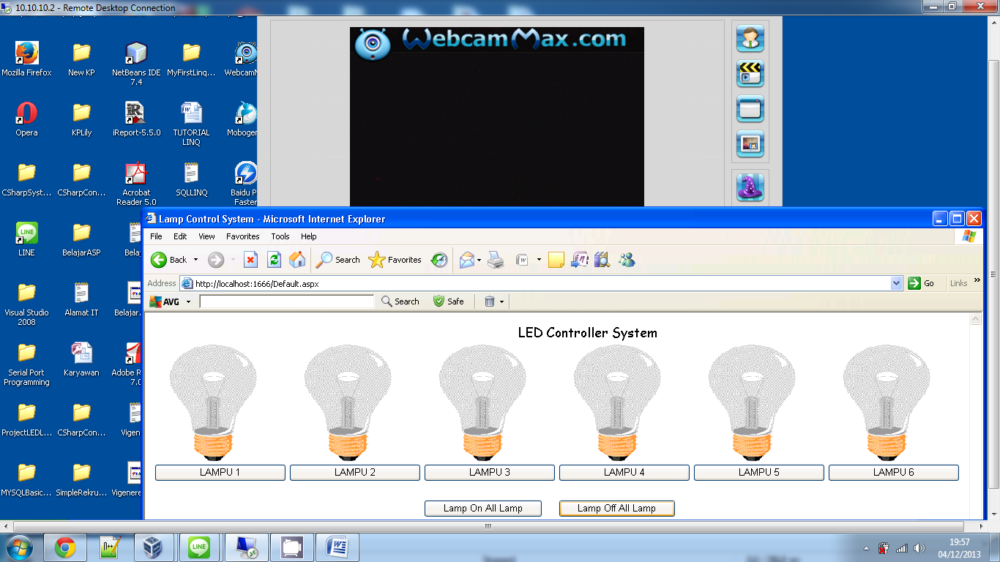 10.10.10.2 - Remote Desktop Connection
WebcamMax.com
Mozilla Firefox
New KP
NetBeans IDE
7.4
MyFirstLinq...
WebcamM
Opera
KPLily
iReport-5.5.0
TUTORIAL
LINQ
Moboge
CSharpSyst...
CSharpCon...
Acrobat
Reader 5.0
SQLLINQ
Baidu P
Faster
LINE
BelajarASP
Belaj
Visual Studio
2008
Alamat IT
Belajar
Serial Port
Programming
Karyawan
Adobe R
7.0
ProjectLEDL...
CSharpCon...
Vigen
MYSQLBasic...
SimpleRekru...
Vigenere
Lamp Control System - Microsoft Internet Explorer
File Edit View Favorites Tools Help
Back Search Favorites
Address http://localhost:1666/Default.aspx Go Links »
AVG Search Safe
LED Controller System
LAMPU 1 LAMPU 2 LAMPU 3 LAMPU 4 LAMPU 5 LAMPU 6
Lamp On All Lamp Lamp Off All Lamp
LINE
19:57
04/12/2013